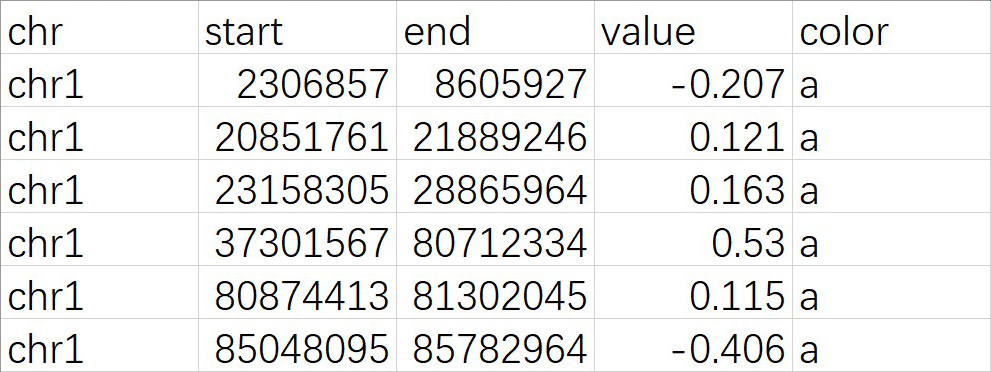 chr start end value color
chr1 2306857 8605927 -0.207 a
chr1 20851761 21889246 0.121 a
chr1 23158305 28865964 0.163 a
chr1 37301567 80712334 0.53 a
chr1 80874413 81302045 0.115 a
chr1 85048095 85782964 -0.406 a